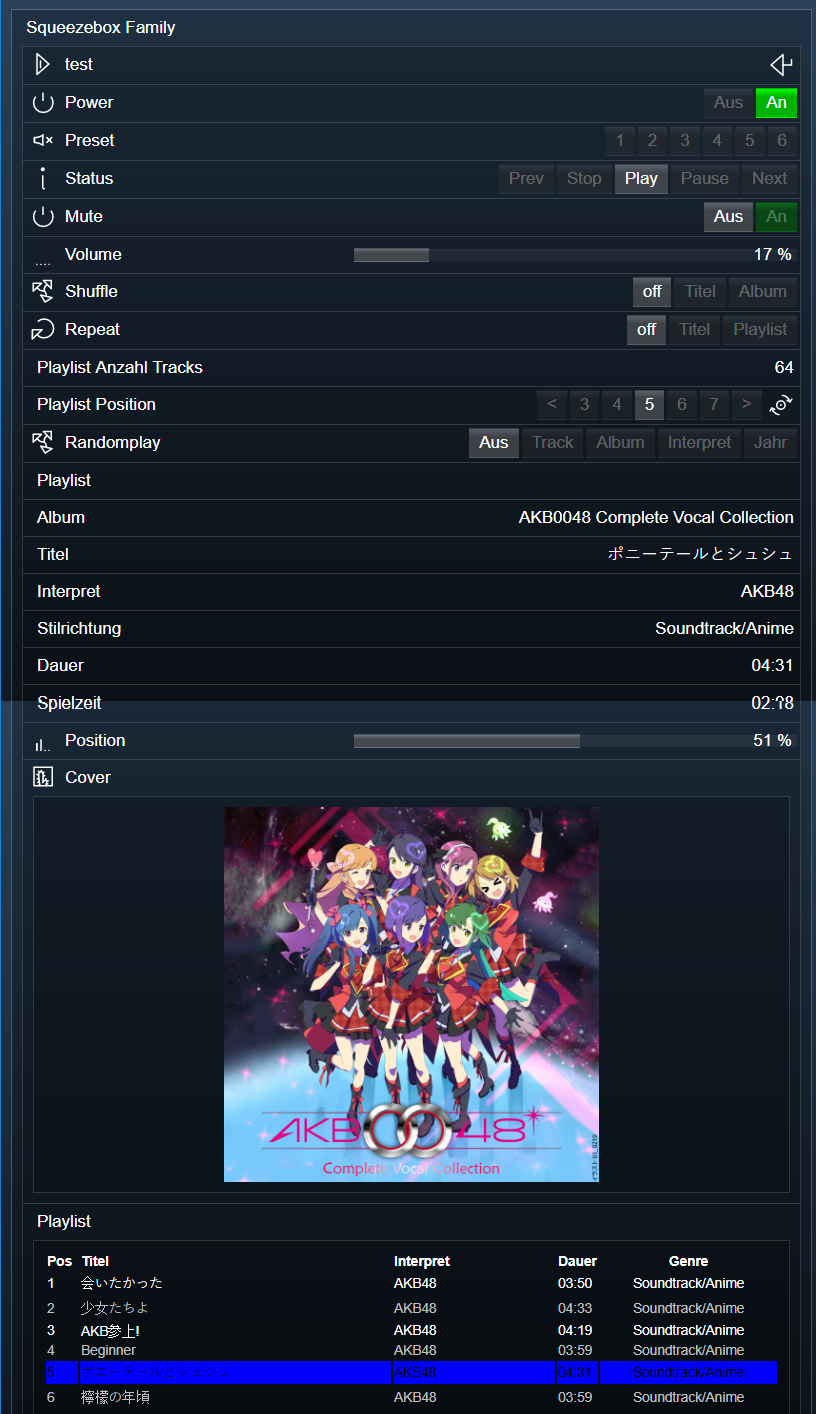 Squeezebox Family
test
Power Aus An
Preset 1 2 3 4 5 6
Status Prev Stop Play Pause Next
Mute Aus An
Volume 17 %
Shuffle off Titel Album
Repeat off Titel Playlist
Playlist Anzahl Tracks 64
Playlist Position < 3 4 5 6 7 >
Randomplay Aus Track Album Interpret Jahr
Playlist
Album AKB0048 Complete Vocal Collection
Titel ポニーテールとシュシュ
Interpret AKB48
Stilrichtung Soundtrack/Anime
Dauer 04:31
Spielzeit
Position 51 %
Cover
AKB0048
Complete Vocal Collection
Playlist
Pos Titel Interpret Dauer Genre
1 会いたかった AKB48 03:50 Soundtrack/Anime
2 少女たちよ AKB48 04:33 Soundtrack/Anime
3 AKB参上! AKB48 04:19 Soundtrack/Anime
4 Beginner AKB48 03:59 Soundtrack/Anime
5 ポニーテールとシュシュ AKB48 04:31 Soundtrack/Anime
6 檸檬の年頃 AKB48 03:59 Soundtrack/Anime